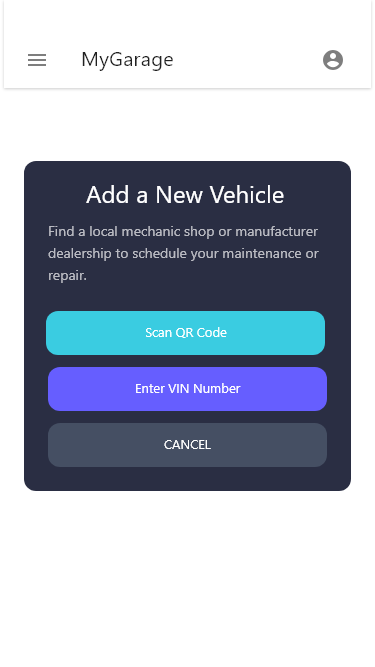 MyGarage
Add a New Vehicle
Find a local mechanic shop or manufacturer
dealership to schedule your maintenance or
repair.
Scan QR Code
Enter VIN Number
CANCEL